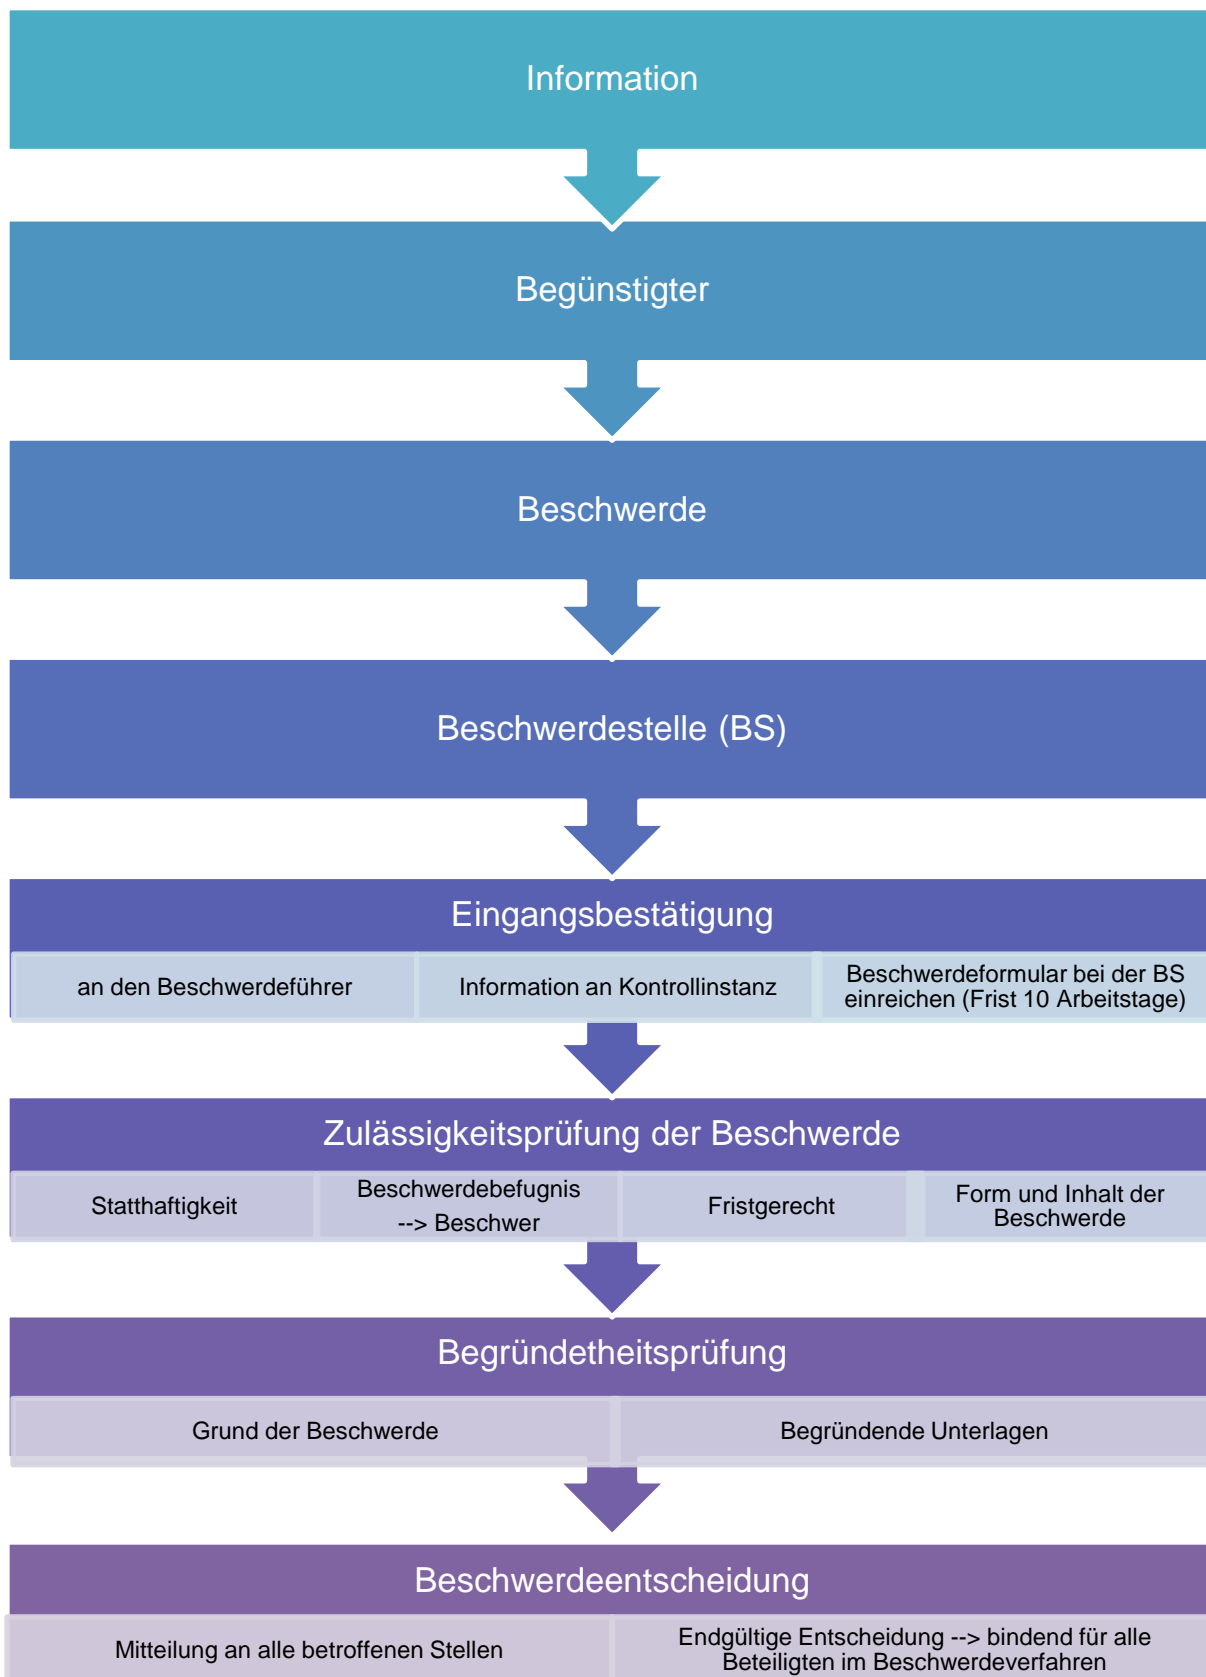 Information
Begünstigter
Beschwerde
Beschwerdestelle (BS)
Eingangsbestätigung
an den Beschwerdeführer
Information an Kontrollinstanz
Beschwerdeformular bei der BS
einreichen (Frist 10 Arbeitstage)
Zulässigkeitsprüfung der Beschwerde
Statthaftigkeit
Beschwerdebefugnis
--> Beschwer
Fristgerecht
Form und Inhalt der
Beschwerde
Begründetheitsprüfung
Grund der Beschwerde
Begründende Unterlagen
Beschwerdeentscheidung
Mitteilung an alle betroffenen Stellen
Endgültige Entscheidung --> bindend für alle
Beteiligten im Beschwerdeverfahren